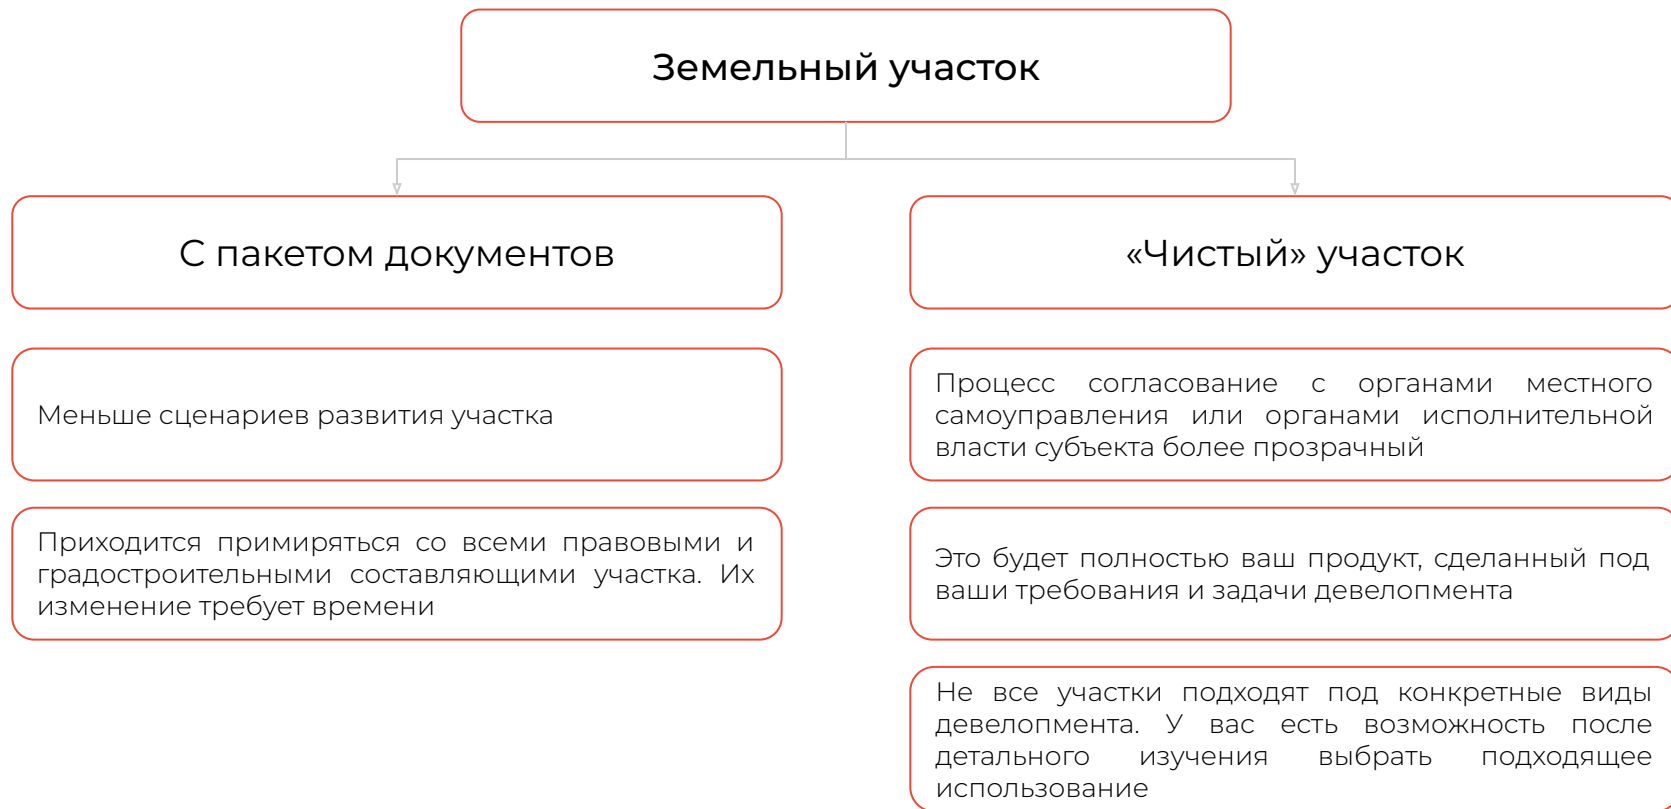 Земельный участок
С пакетом документов
«Чистый» участок
Меньше сценариев развития участка
Приходится примиряться со всеми правовыми и
градостроительными составляющими участка. Их
изменение требует времени
Процесс согласование с органами местного
самоуправления или органами исполнительной
власти субъекта более прозрачный
Это будет полностью ваш продукт, сделанный под
ваши требования и задачи девелопмента
Не все участки подходят под конкретные виды
девелопмента. У вас есть возможность после
детального изучения выбрать подходящее
использование